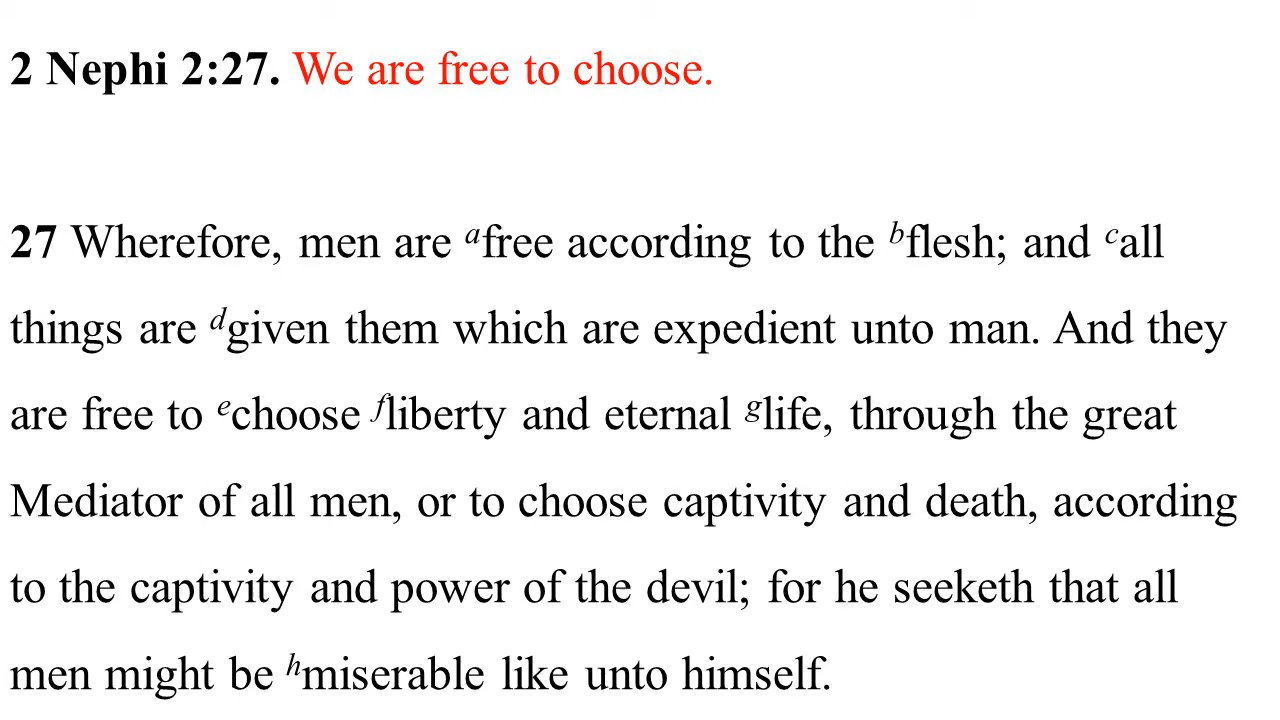 2 Nephi 2:27. We are free to choose.
27 Wherefore, men are afree according to the bflesh; and call
things are dgiven them which are expedient unto man. And they
are free to echoose fliberty and eternal glife, through the great
Mediator of all men, or to choose captivity and death, according
to the captivity and power of the devil; for he seeketh that all
men might be hmiserable like unto himself.